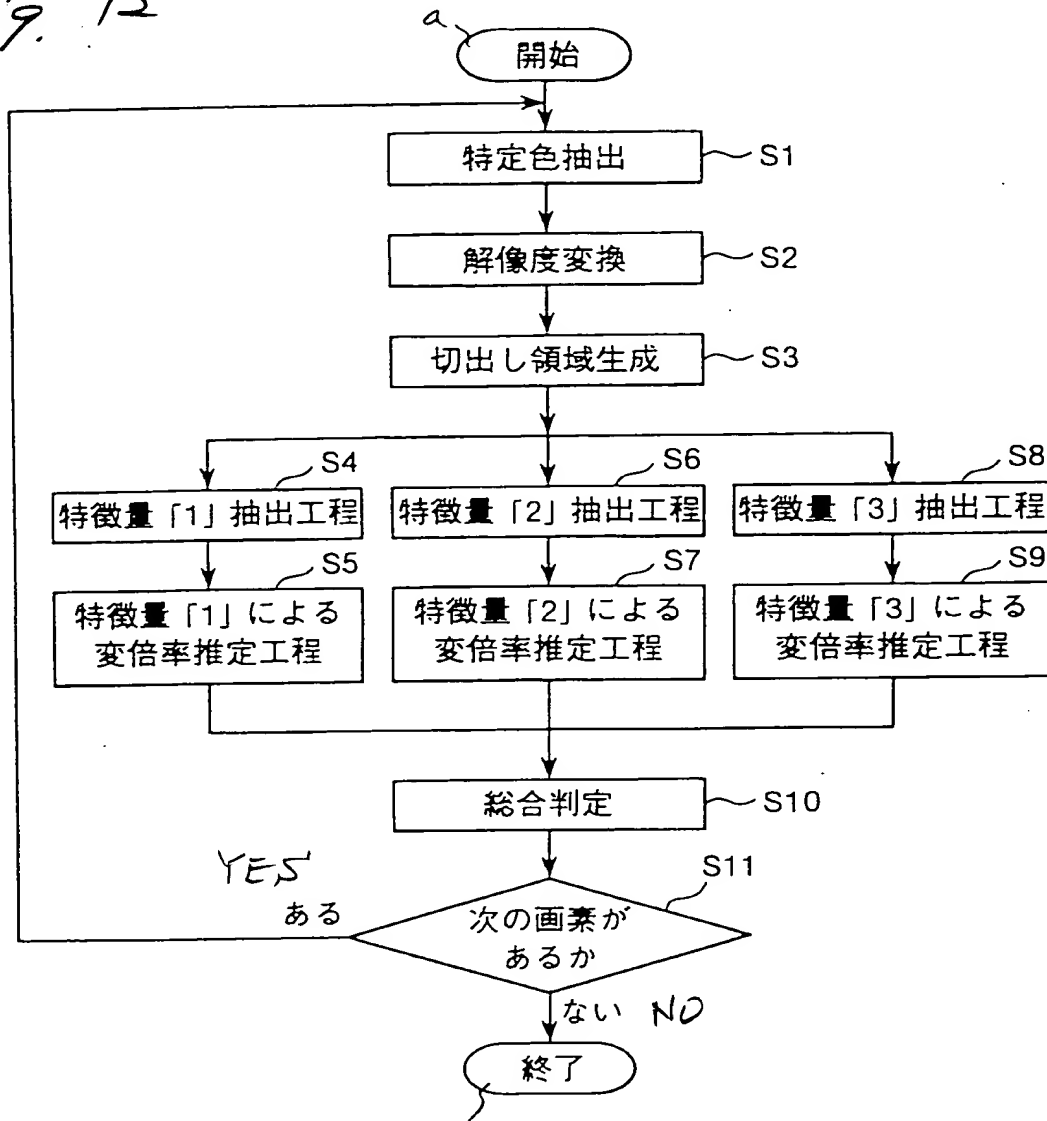 9. 12
a
開始
特定色抽出
S1
解像度変換
S2
切出し領域生成
S3
S4
特徴量「1」抽出工程
S6
特徴量「2」抽出工程
S8
特徴量「3」抽出工程
S5
特徴量「1」による
変倍率推定工程
S7
特徴量「2」による
変倍率推定工程
S9
特徴量「3」による
変倍率推定工程
総合判定
S10
S11
YES
ある
次の画素が
あるか
ない NO
終了